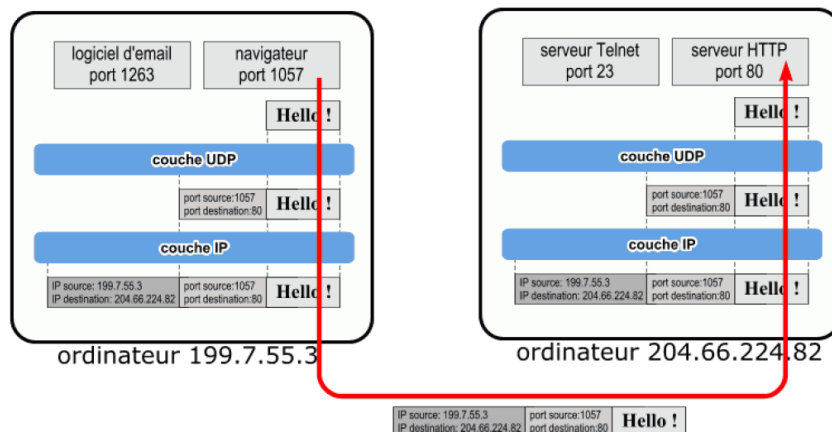 logiciel d'email
port 1263
navigateur
port 1057
Hello !
couche UDP
port source:1057
port destination:80
Hello !
couche IP
IP source: 199.7.55.3
IP destination: 204.66.224.82
port source:1057
port destination:80
Hello !
ordinateur 199.7.55.3
serveur Telnet
port 23
serveur HTTP
port 80
Hello !
couche UDP
port source:1057
port destination:80
Hello !
couche IP
IP source: 199.7.55.3
IP destination: 204.66.224.82
port source:1057
port destination:80
Hello !
ordinateur 204.66.224.82
IP source: 199.7.55.3
IP destination: 204.66.224.82
port source:1057
port destination:80
Hello !